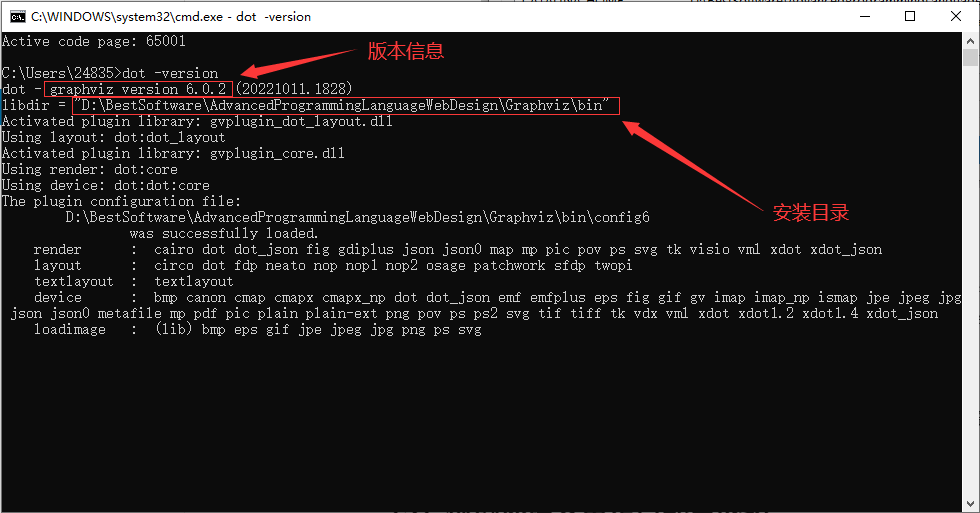 C:\WINDOWS\system32\cmd.exe - dot  -version
Active code page: 65001
版本信息
C:\Users\24835>dot -version
dot - graphviz version 6.0.2 (20221011.1828)
libdir = "D:\BestSoftware\AdvancedProgrammingLanguageWebDesign\Graphviz\bin"
Activated plugin library: gvplugin_dot_layout.dll
Using layout: dot:dot_layout
Activated plugin library: gvplugin_core.dll
Using render: dot:core
Using device: dot:dot:core
The plugin configuration file:
安装目录
D:\BestSoftware\AdvancedProgrammingLanguageWebDesign\Graphviz\bin\config6
was successfully loaded.
render : cairo dot dot_json fig gdiplus json json0 map mp pic pov ps svg tk visio vml xdot xdot_json
layout : circo dot fdp neato nop nop1 nop2 osage patchwork sfdp twopi
textlayout : textlayout
device : bmp canon cmap cmapx cmapx_np dot dot_json emf emfplus eps fig gif gv imap imap_np ismap jpe jpeg jpg
json json0 metafile mp pdf pic plain plain-ext png pov ps ps2 svg tif tiff tk vdx vml xdot xdot1.2 xdot1.4 xdot_json
loadimage : (lib) bmp eps gif jpe jpeg jpg png ps svg